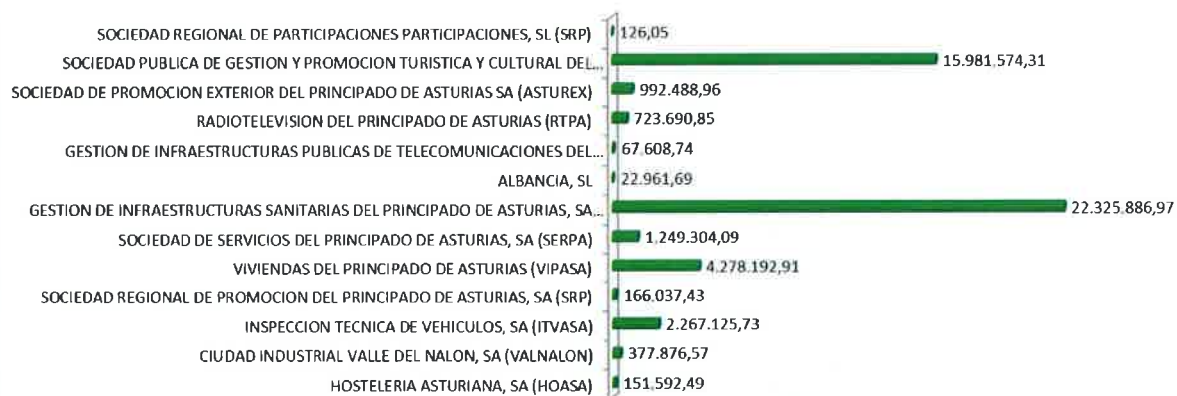 SOCIEDAD REGIONAL DE PARTICIPACIONES PARTICIPACIONES, SL (SRP) 126,05
SOCIEDAD PUBLICA DE GESTION Y PROMOCION TURISTICA Y CULTURAL DEL... 15.981.574,31
SOCIEDAD DE PROMOCION EXTERIOR DEL PRINCIPADO DE ASTURIAS SA (ASTUREX) 992.488,96
RADIOTELEVISION DEL PRINCIPADO DE ASTURIAS (RTPA) 723.690,85
GESTION DE INFRAESTRUCTURAS PUBLICAS DE TELECOMUNICACIONES DEL... 67.608,74
ALBANCIA, SL 22.961,69
GESTION DE INFRAESTRUCTURAS SANITARIAS DEL PRINCIPADO DE ASTURIAS, SA... 22.325.886,97
SOCIEDAD DE SERVICIOS DEL PRINCIPADO DE ASTURIAS, SA (SERPA) 1.249.304,09
VIVIENDAS DEL PRINCIPADO DE ASTURIAS (VIPASA) 4.278.192,91
SOCIEDAD REGIONAL DE PROMOCION DEL PRINCIPADO DE ASTURIAS, SA (SRP) 166.037,43
INSPECCION TECNICA DE VEHICULOS, SA (ITVASA) 2.267.125,73
CIUDAD INDUSTRIAL VALLE DEL NALON, SA (VALNALON) 377.876,57
HOSTELERIA ASTURIANA, SA (HOASA) 151.592,49